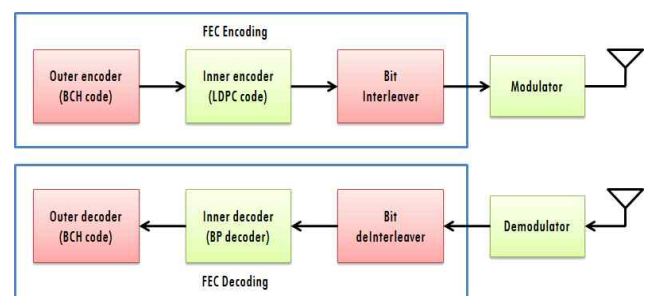 FEC Encoding
Outer encoder
(BCH code)
Inner encoder
(LDPC code)
Bit
Interleaver
Modulator
Outer decoder
(BCH code)
Inner decoder
(BP decoder)
Bit
deInterleaver
Demodulator
FEC Decoding